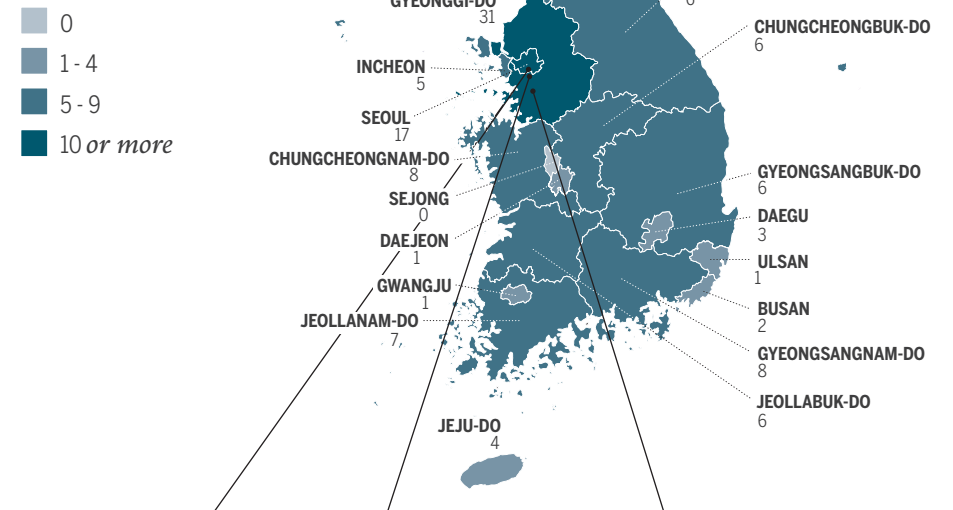 GYEONGGI-DO
31
6
0
1 - 4
5 - 9
10 or more
CHUNGCHEONGBUK-DO
6
INCHEON
5
SEOUL
17
CHUNGCHEONGNAM-DO
8
SEJONG
0
DAEJEON
1
GWANGJU
1
JEOLLANAM-DO
7
GYEONGSANGBUK-DO
6
DAEGU
3
ULSAN
1
BUSAN
2
GYEONGSANGNAM-DO
8
JEOLLABUK-DO
6
JEJU-DO
4